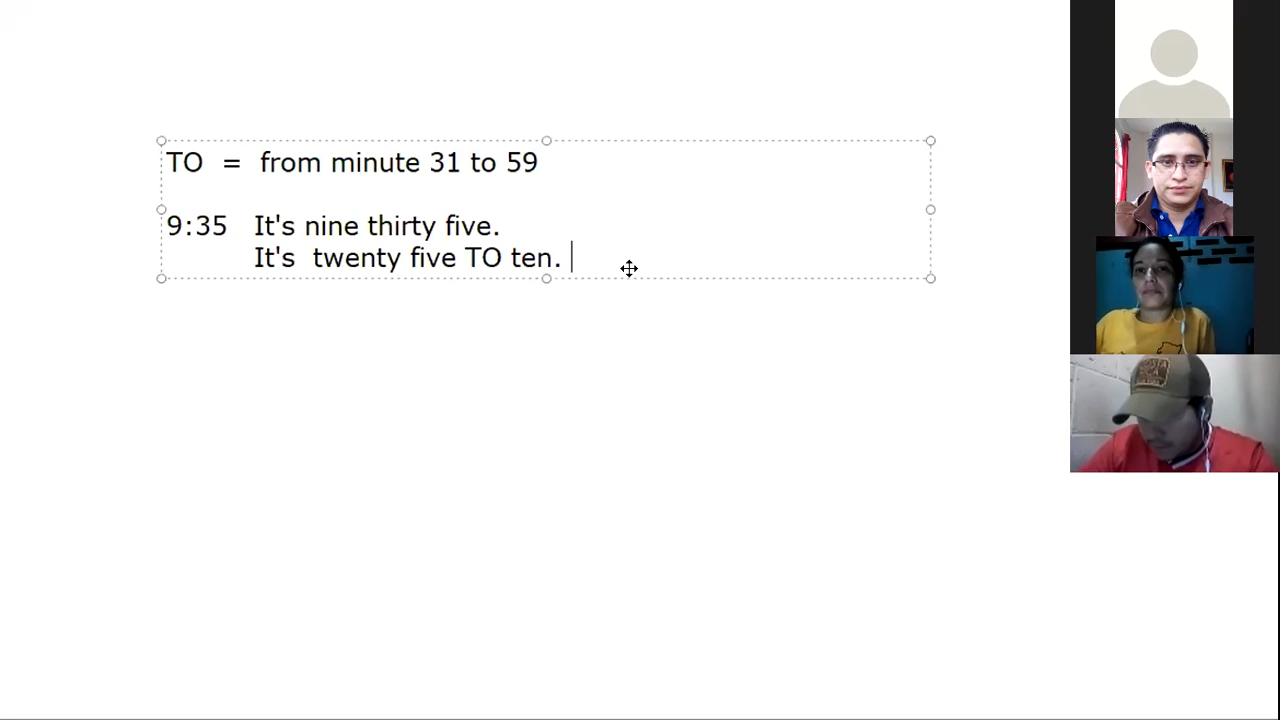 TO = from minute 31 to 59
9:35 It's nine thirty five.
It's twenty five TO ten.